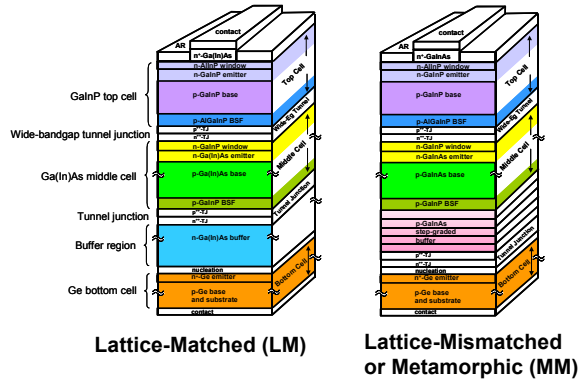 contact
AR
n⁺-Ga(In)As
n-AlInP window
n-GaInP emitter
p-GaInP base
p-AlGaInP BSF
p⁺⁺-TJ
n⁺⁺-TJ
n-GaInP window
n-Ga(In)As emitter
p-Ga(In)As base
p-GaInP BSF
p⁺⁺-TJ
n⁺⁺-TJ
n-Ga(In)As buffer
nucleation
n⁺-Ge emitter
p-Ge base
and substrate
contact
GaInP top cell
Wide-bandgap tunnel junction
Ga(In)As middle cell
Tunnel junction
Buffer region
Ge bottom cell
Top Cell
Wide-Eg Tunnel
Middle Cell
Tunnel Junction
Bottom Cell
Lattice-Matched (LM)
contact
AR
n⁺-GaInAs
n-AlInP window
n-GaInP emitter
p-GaInP base
p-AlGaInP BSF
p⁺⁺-TJ
n⁺⁺-TJ
n-GaInP window
n-GaInAs emitter
p-GaInAs base
p-GaInP BSF
p-GaInAs
step-graded
buffer
p⁺⁺-TJ
n⁺⁺-TJ
nucleation
n⁺-Ge emitter
p-Ge base
and substrate
contact
Top Cell
Wide-Eg Tunnel
Middle Cell
Tunnel Junction
Bottom Cell
Lattice-Mismatched
or Metamorphic (MM)